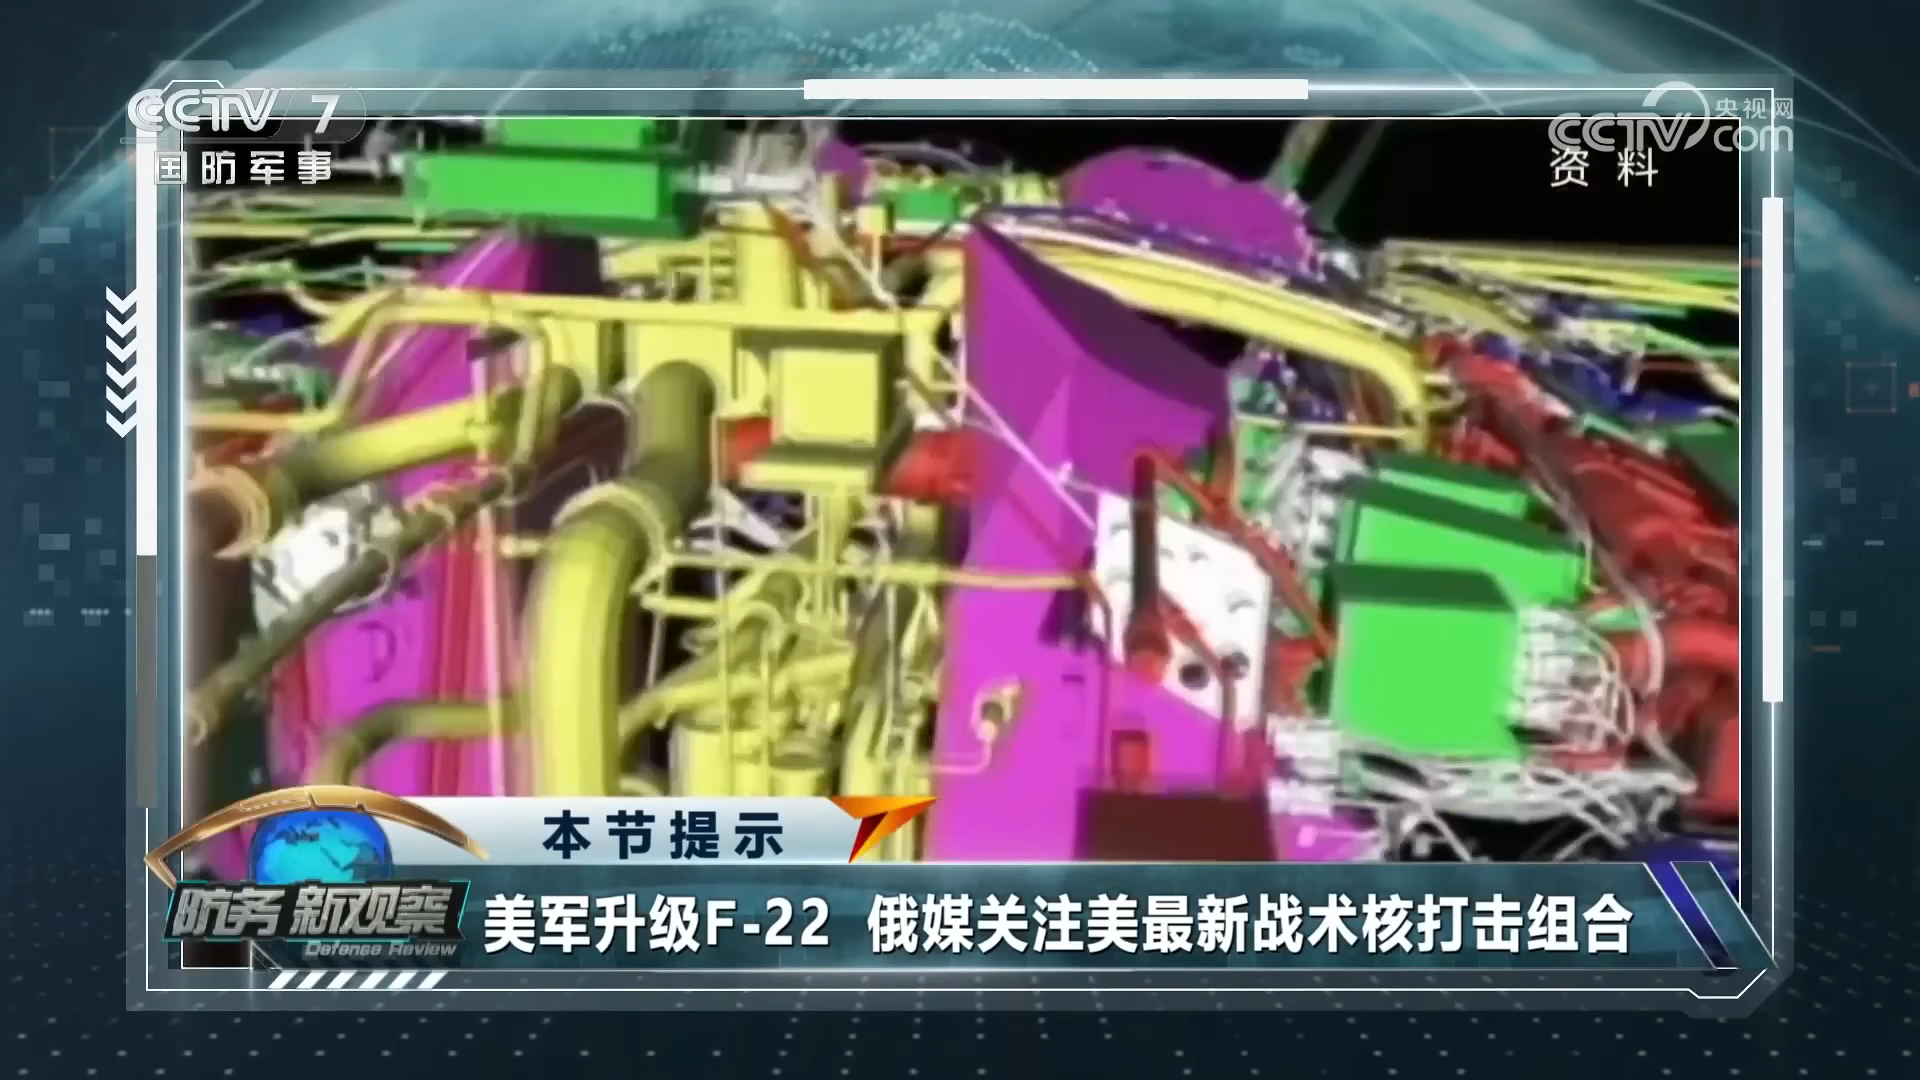 CCTV 7
国防军事
央视网
CCTV.com
资料
本节提示
防务新观察
Defense Review
美军升级F-22 俄媒关注美最新战术核打击组合